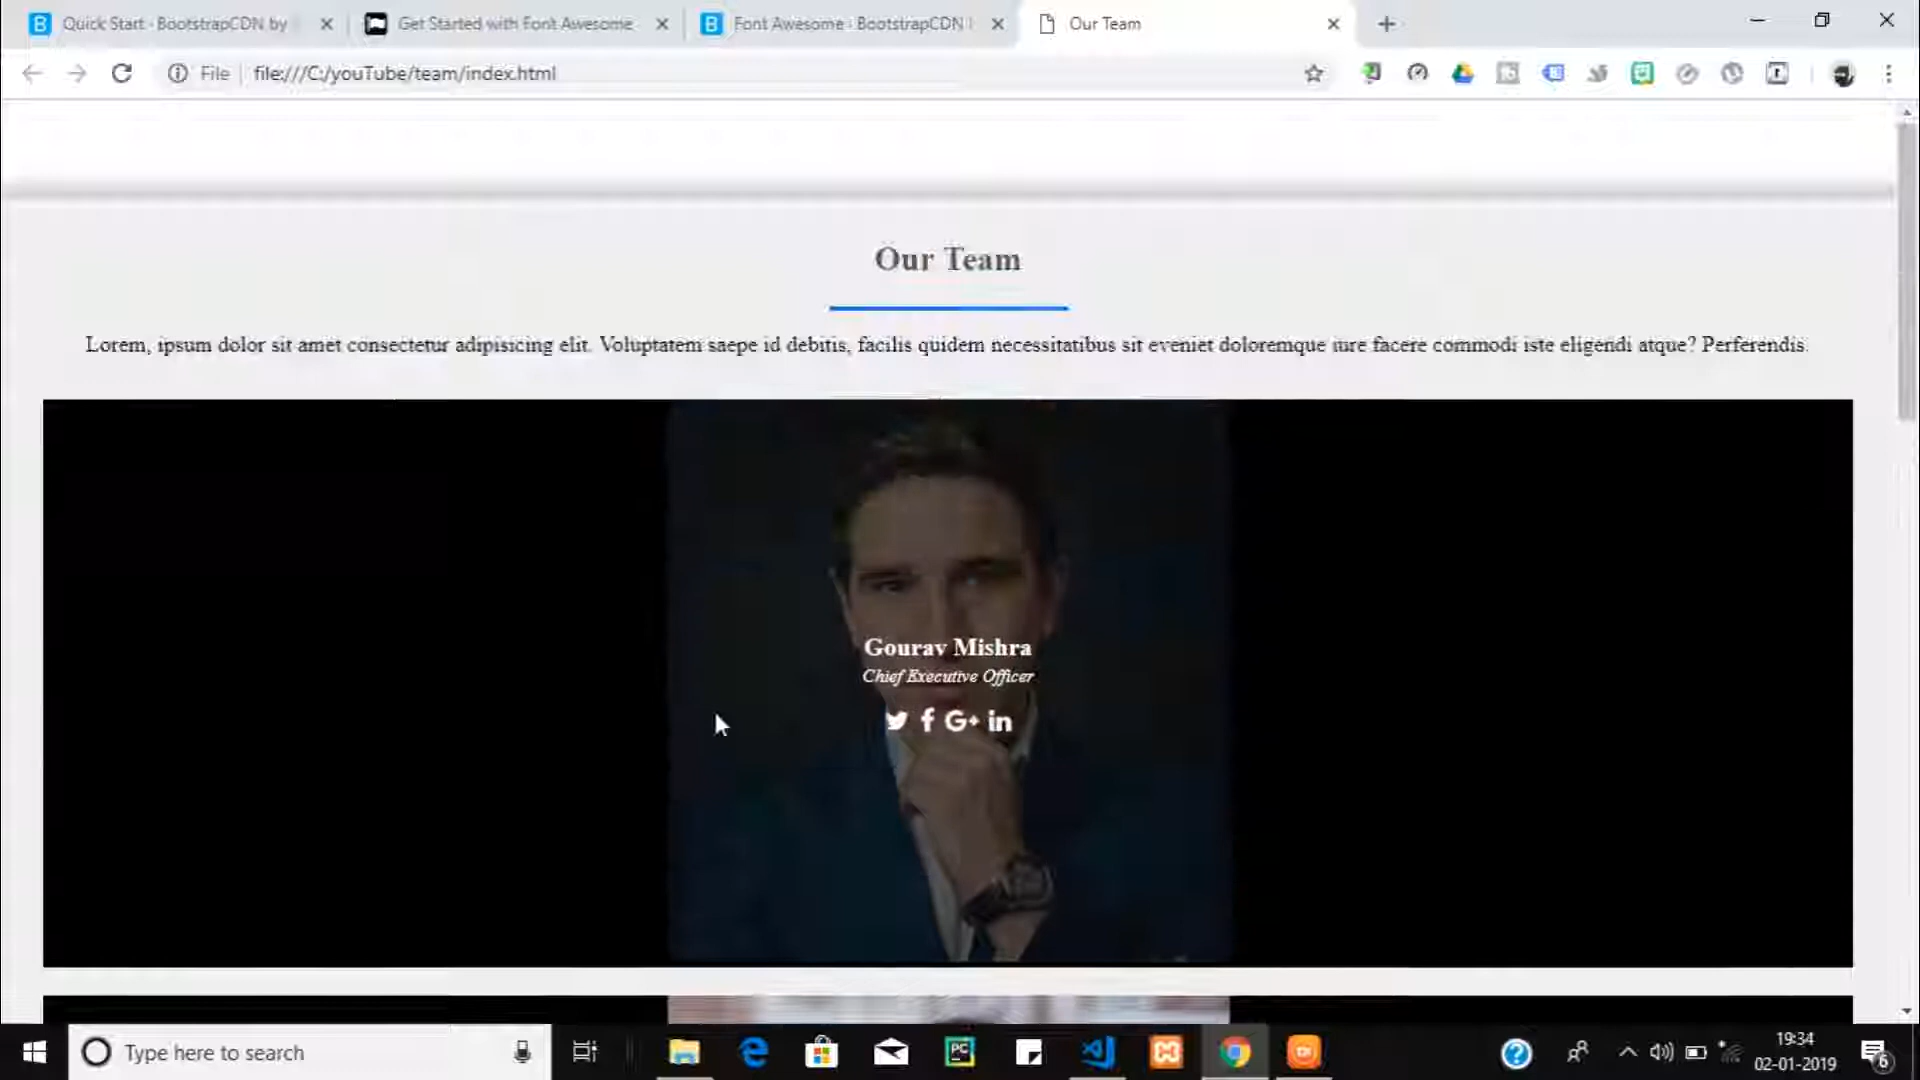 Quick Start · BootstrapCDN by
Get Started with Font Awesome
Font Awesome · BootstrapCDN
Our Team
File
file:///C:/youTube/team/index.html
Our Team
Lorem, ipsum dolor sit amet consectetur adipisicing elit. Voluptatem saepe id debitis, facilis quidem necessitatibus sit eveniet doloremque iure facere commodi iste eligendi atque? Perferendis.
Gourav Mishra
Chief Executive Officer
Type here to search
19:34
02-01-2019
6